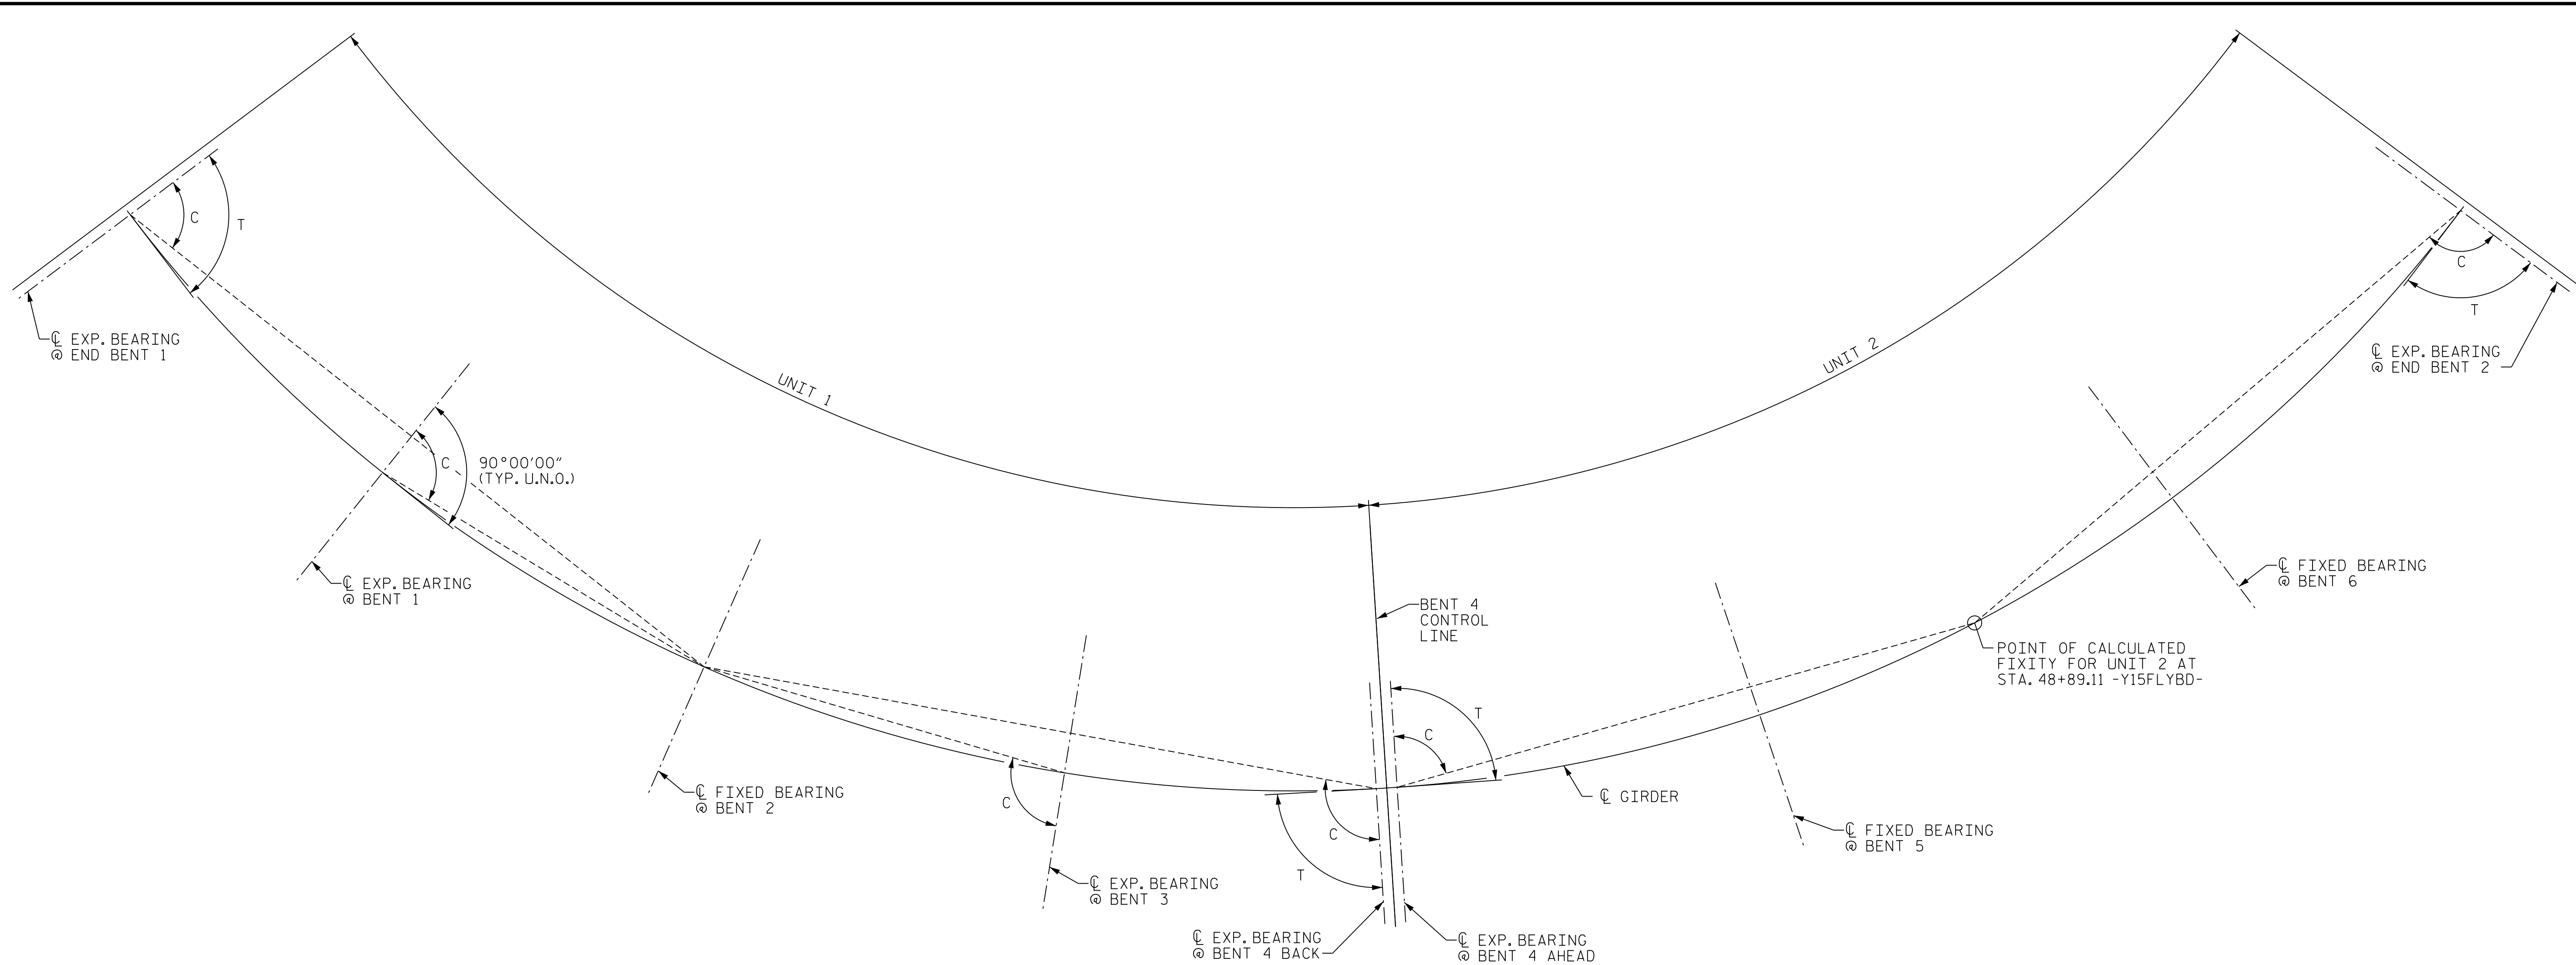 C
T
℄ EXP. BEARING
@ END BENT 1
UNIT 1
UNIT 2
C
T
℄ EXP. BEARING
@ END BENT 2
C
90°00'00"
(TYP. U.N.O.)
℄ EXP. BEARING
@ BENT 1
℄ FIXED BEARING
@ BENT 6
BENT 4
CONTROL
LINE
POINT OF CALCULATED
FIXITY FOR UNIT 2 AT
STA. 48+89.11 -Y15FLYBD-
T
C
℄ FIXED BEARING
@ BENT 2
C
C
T
℄ GIRDER
℄ FIXED BEARING
@ BENT 5
℄ EXP. BEARING
@ BENT 3
℄ EXP. BEARING
@ BENT 4 BACK
℄ EXP. BEARING
@ BENT 4 AHEAD